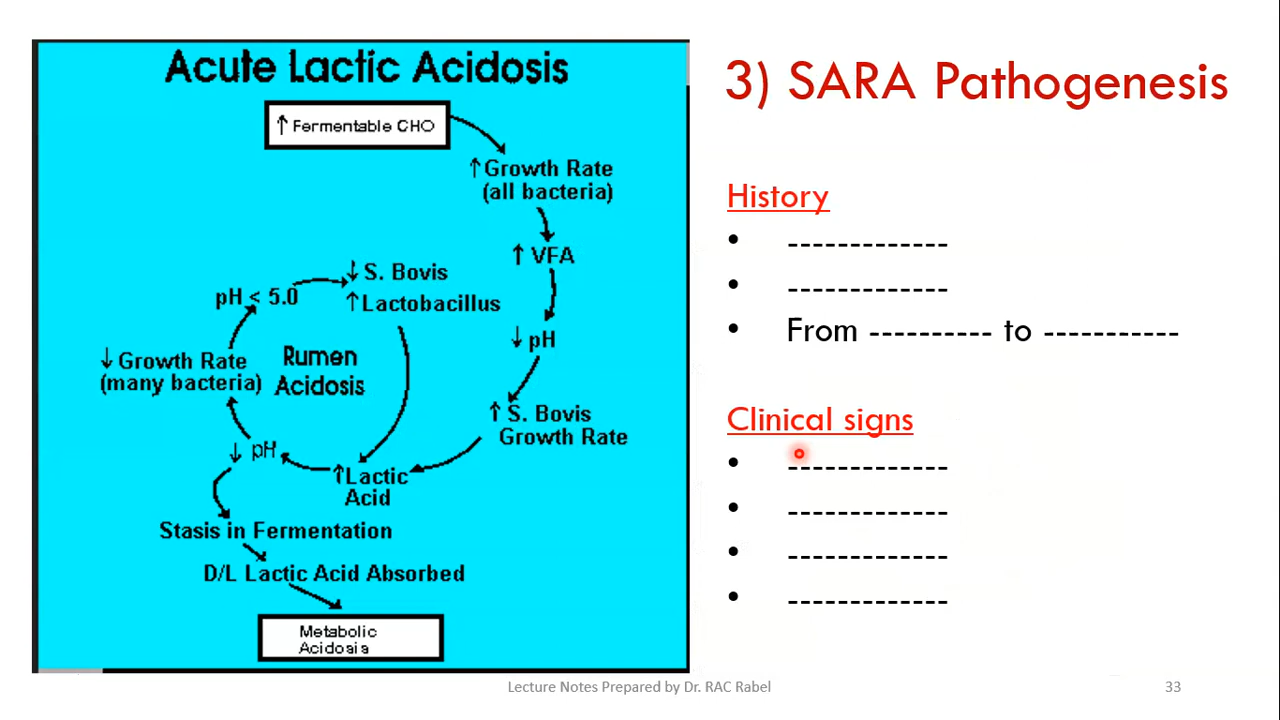 Acute Lactic Acidosis
↑ Fermentable CHO
↑ Growth Rate
(all bacteria)
↑ VFA
↓ pH
↑ S. Bovis
Growth Rate
↑ Lactic
Acid
↓ pH
↓ Growth Rate
(many bacteria)
pH < 5.0
↓ S. Bovis
↑ Lactobacillus
Rumen
Acidosis
Stasis in Fermentation
D/L Lactic Acid Absorbed
Metabolic
Acidosis
3) SARA Pathogenesis
History
• -------------
• -------------
• From ---------- to -----------
Clinical signs
• -------------
• -------------
• -------------
• -------------
Lecture Notes Prepared by Dr. RAC Rabel
33